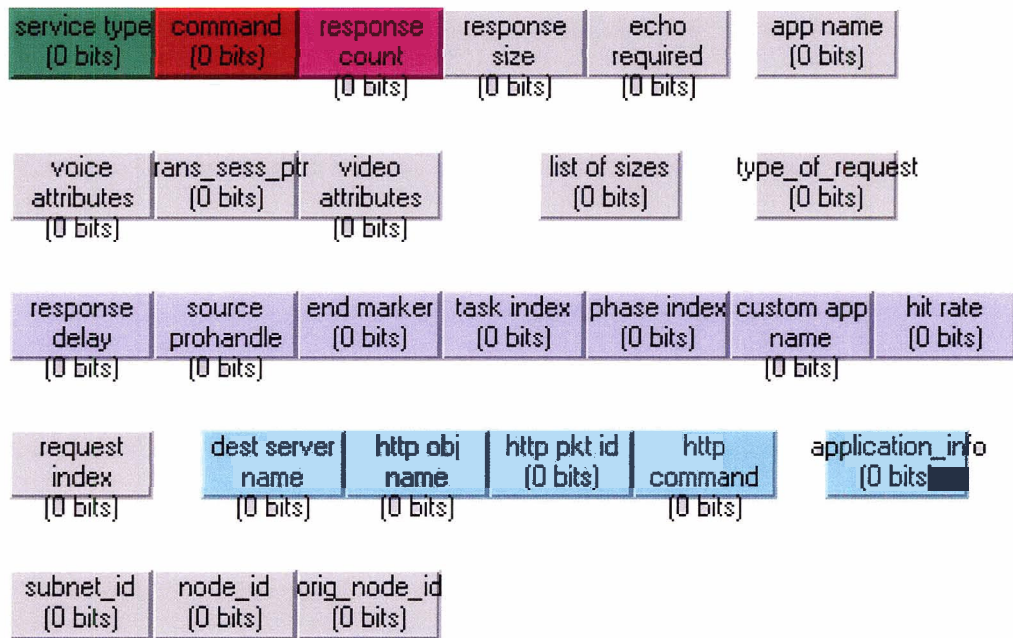 service type
(0 bits)
command
(0 bits)
response
count
(0 bits)
response
size
(0 bits)
echo
required
(0 bits)
app name
(0 bits)
voice
attributes
(0 bits)
rans_sess_ptr
(0 bits)
video
attributes
(0 bits)
list of sizes
(0 bits)
type_of_request
(0 bits)
response
delay
(0 bits)
source
prohandle
(0 bits)
end marker
(0 bits)
task index
(0 bits)
phase index
(0 bits)
custom app
name
(0 bits)
hit rate
(0 bits)
request
index
(0 bits)
dest server
name
(0 bits)
http obj
name
(0 bits)
http pkt id
(0 bits)
http
command
(0 bits)
application_info
(0 bits
subnet_id
(0 bits)
node_id
(0 bits)
orig_node_id
(0 bits)